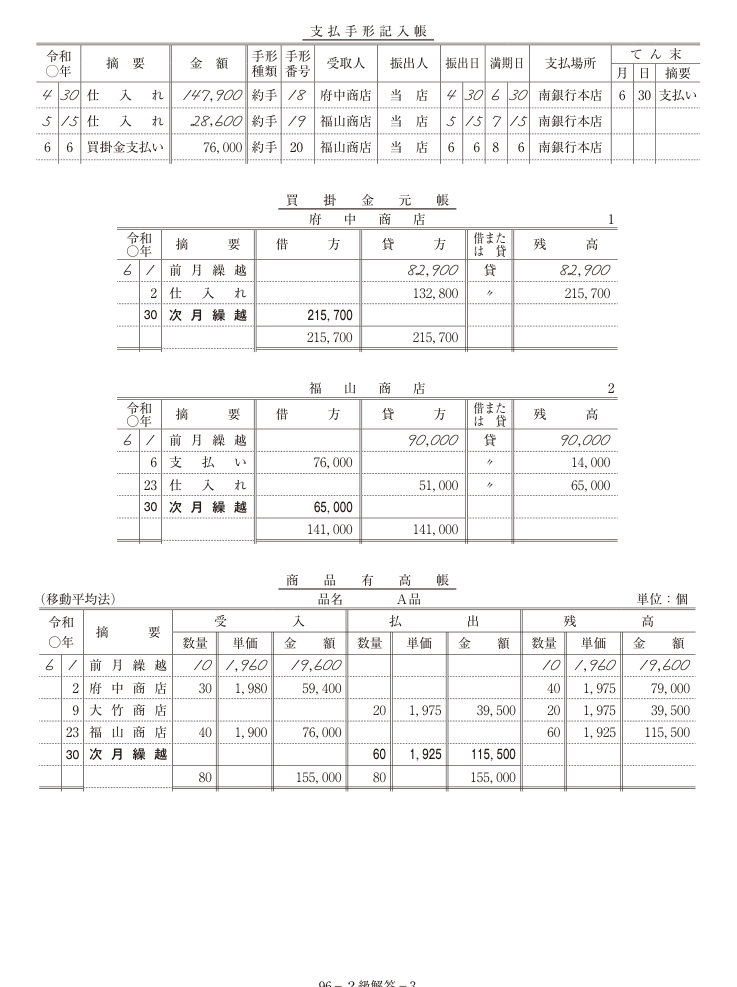 支払手形記入帳
令和〇年 摘要 金額 手形種類 手形番号 受取人 振出人 振出日 満期日 支払場所 てん末
月 日 摘要
4 30 仕入れ 147,900 約手 18 府中商店 当店 4 30 6 30 南銀行本店 6 30 支払い
5 15 仕入れ 28,600 約手 19 福山商店 当店 5 15 7 15 南銀行本店
6 6 買掛金支払い 76,000 約手 20 福山商店 当店 6 6 8 6 南銀行本店
買掛金元帳
府中商店 1
令和〇年 摘要 借方 貸方 借または貸 残高
6 1 前月繰越 82,900 貸 82,900
2 仕入れ 132,800 〃 215,700
30 次月繰越 215,700
215,700 215,700
福山商店 2
令和〇年 摘要 借方 貸方 借または貸 残高
6 1 前月繰越 90,000 貸 90,000
6 支払い 76,000 〃 14,000
23 仕入れ 51,000 〃 65,000
30 次月繰越 65,000
141,000 141,000
商品有高帳
(移動平均法) 品名 A品 単位:個
令和〇年 摘要 受入 払出 残高
数量 単価 金額 数量 単価 金額 数量 単価 金額
6 1 前月繰越 10 1,960 19,600 10 1,960 19,600
2 府中商店 30 1,980 59,400 40 1,975 79,000
9 大竹商店 20 1,975 39,500 20 1,975 39,500
23 福山商店 40 1,900 76,000 60 1,925 115,500
30 次月繰越 60 1,925 115,500
80 155,000 80 155,000
96－2級解答－3